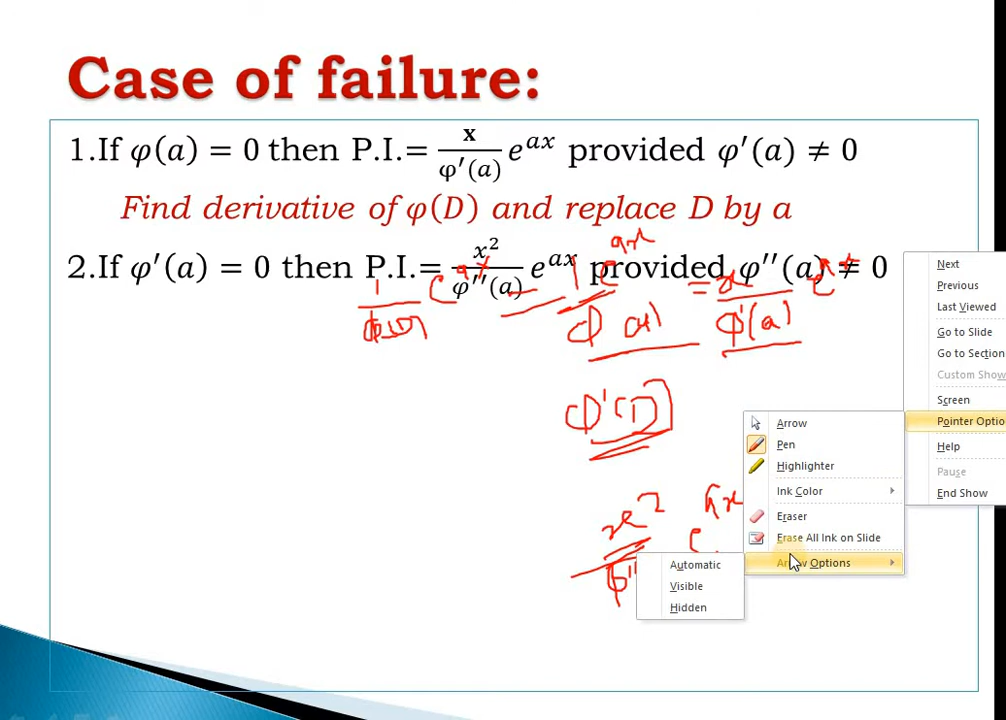 Case of failure:
1.If φ(a) = 0 then P.I.= x/φ′(a) e^{ax} provided φ′(a) ≠ 0
Find derivative of φ(D) and replace D by a
2.If φ′(a) = 0 then P.I.= x²/φ′′(a) e^{ax} provided φ′′(a) ≠ 0
= x/φ'(a) e
φ'(D)
x²
φ''
Next
Previous
Last Viewed
Go to Slide
Go to Section
Custom Show
Screen
Pointer Optio
Help
Pause
End Show
Arrow
Pen
Highlighter
Ink Color
Eraser
Erase All Ink on Slide
Arrow Options
Automatic
Visible
Hidden